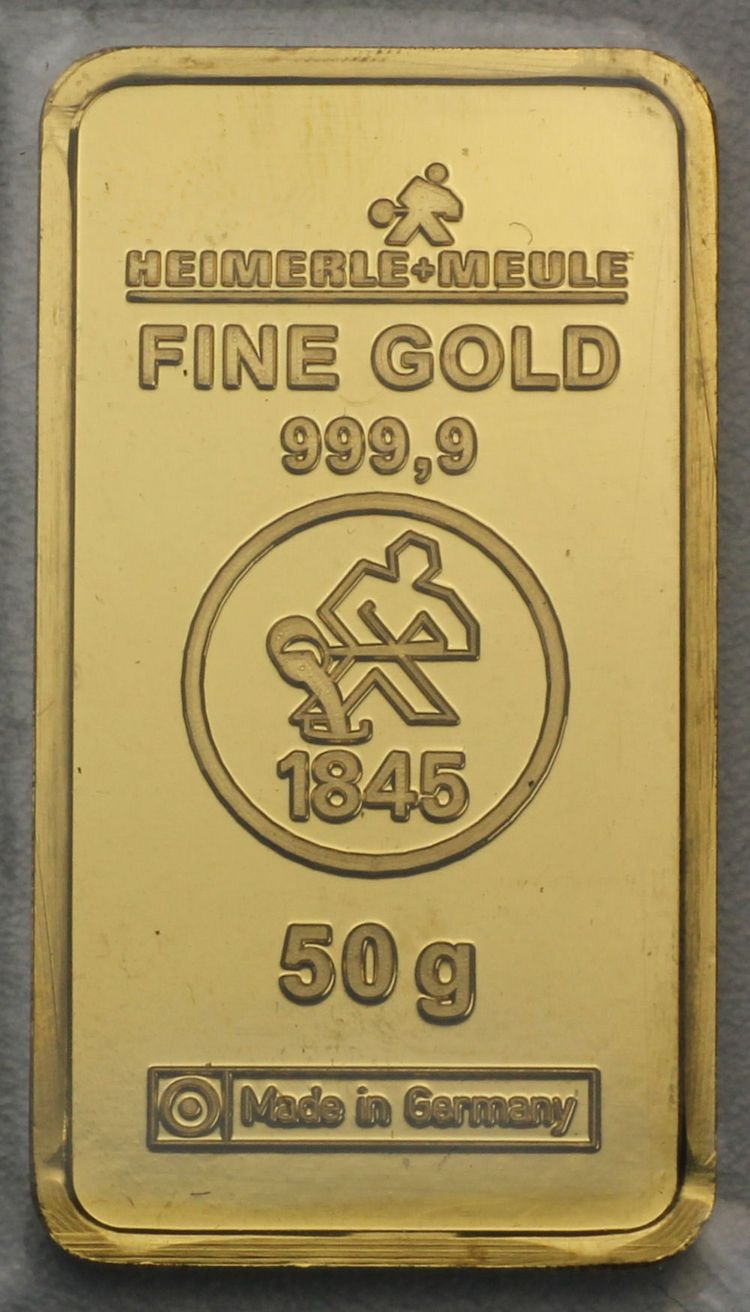 HEIMERLE+MEULE
FINE GOLD
999,9
1845
50 g
Made in Germany